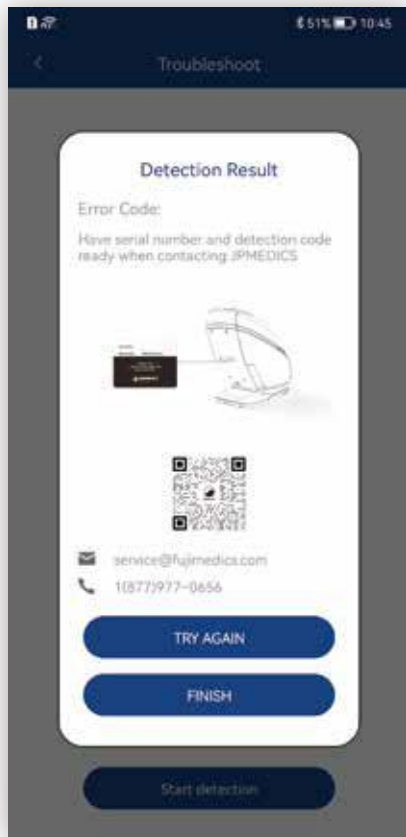 51% 10:45
Troubleshoot
Detection Result
Error Code:
Have serial number and detection code
ready when contacting JPMEDICS
service@fujimedics.com
1(877)977-0656
TRY AGAIN
FINISH
Start detection